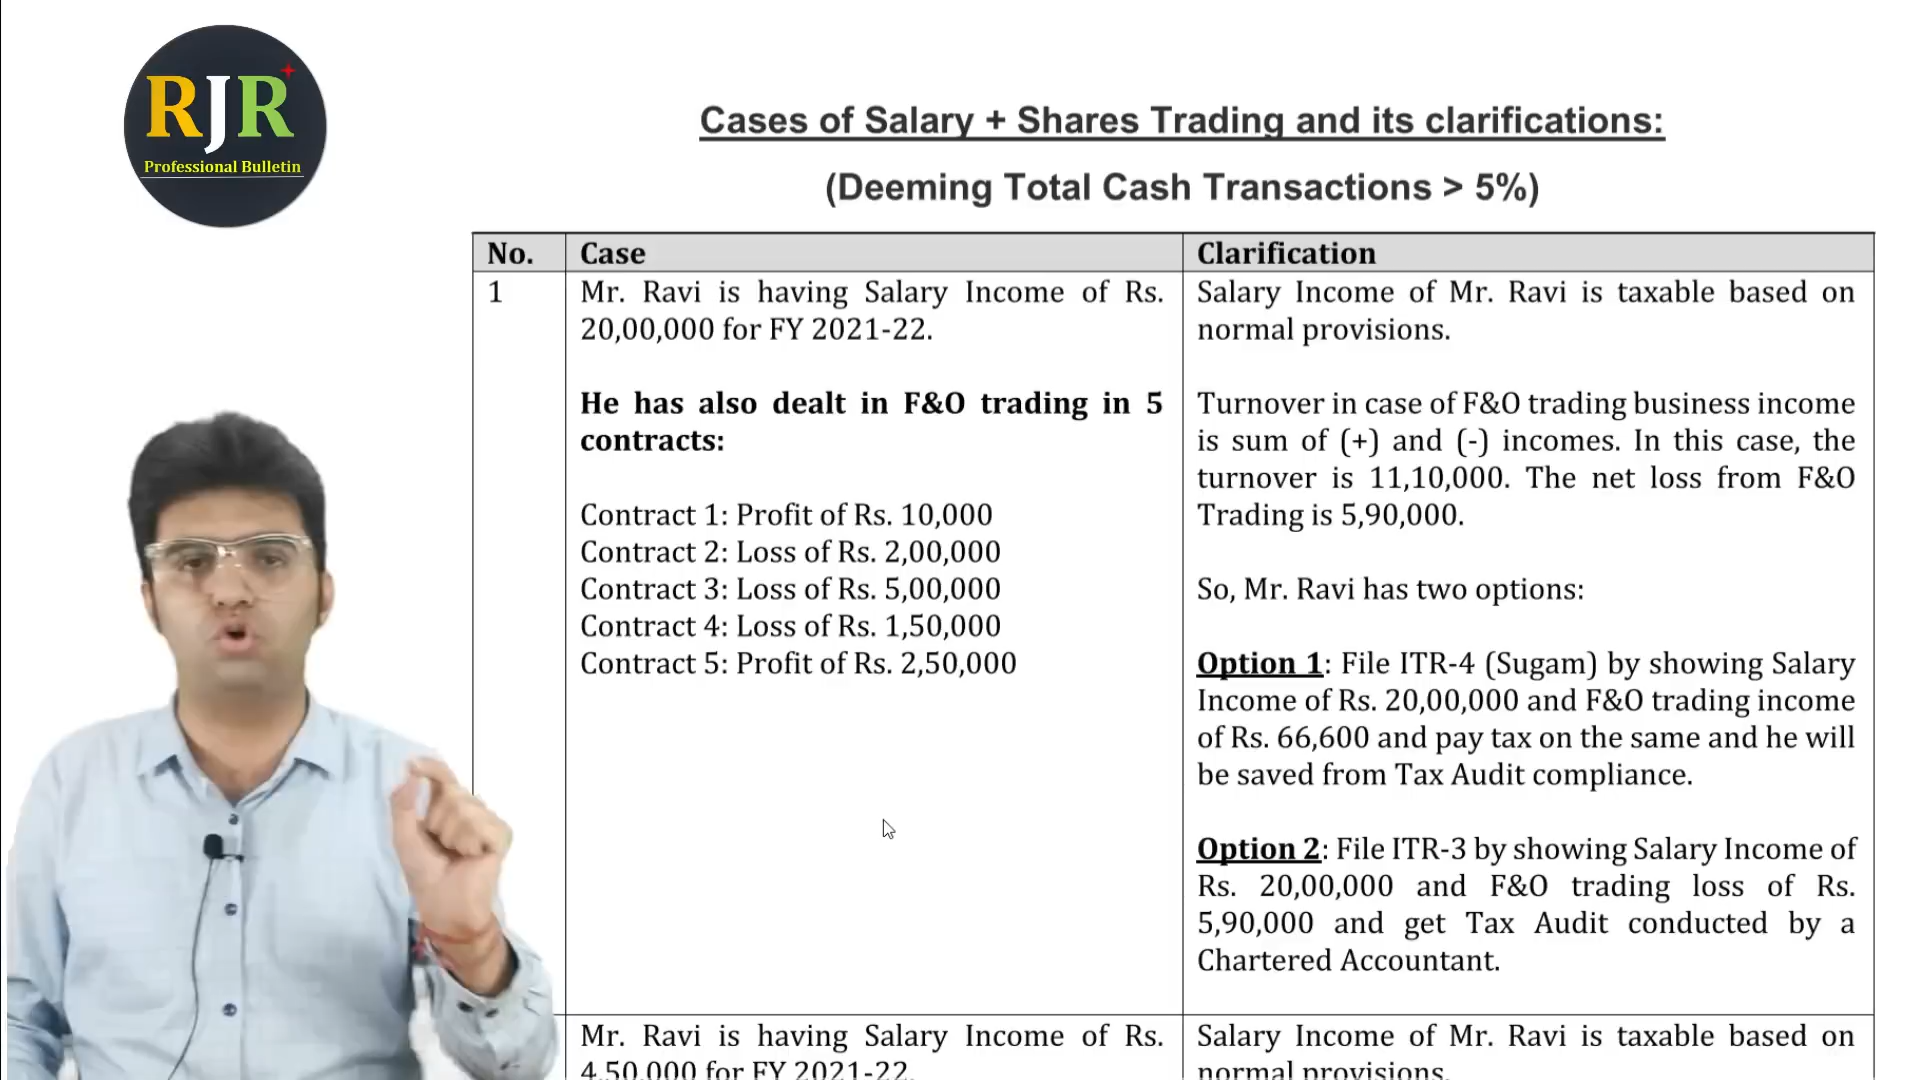 RJR
Professional Bulletin
Cases of Salary + Shares Trading and its clarifications:
(Deeming Total Cash Transactions > 5%)
No. Case Clarification
1
Mr. Ravi is having Salary Income of Rs.
20,00,000 for FY 2021-22.
He has also dealt in F&O trading in 5
contracts:
Contract 1: Profit of Rs. 10,000
Contract 2: Loss of Rs. 2,00,000
Contract 3: Loss of Rs. 5,00,000
Contract 4: Loss of Rs. 1,50,000
Contract 5: Profit of Rs. 2,50,000
Salary Income of Mr. Ravi is taxable based on
normal provisions.
Turnover in case of F&O trading business income
is sum of (+) and (-) incomes. In this case, the
turnover is 11,10,000. The net loss from F&O
Trading is 5,90,000.
So, Mr. Ravi has two options:
Option 1: File ITR-4 (Sugam) by showing Salary
Income of Rs. 20,00,000 and F&O trading income
of Rs. 66,600 and pay tax on the same and he will
be saved from Tax Audit compliance.
Option 2: File ITR-3 by showing Salary Income of
Rs. 20,00,000 and F&O trading loss of Rs.
5,90,000 and get Tax Audit conducted by a
Chartered Accountant.
Mr. Ravi is having Salary Income of Rs.
4,50,000 for FY 2021-22.
Salary Income of Mr. Ravi is taxable based on
normal provisions.